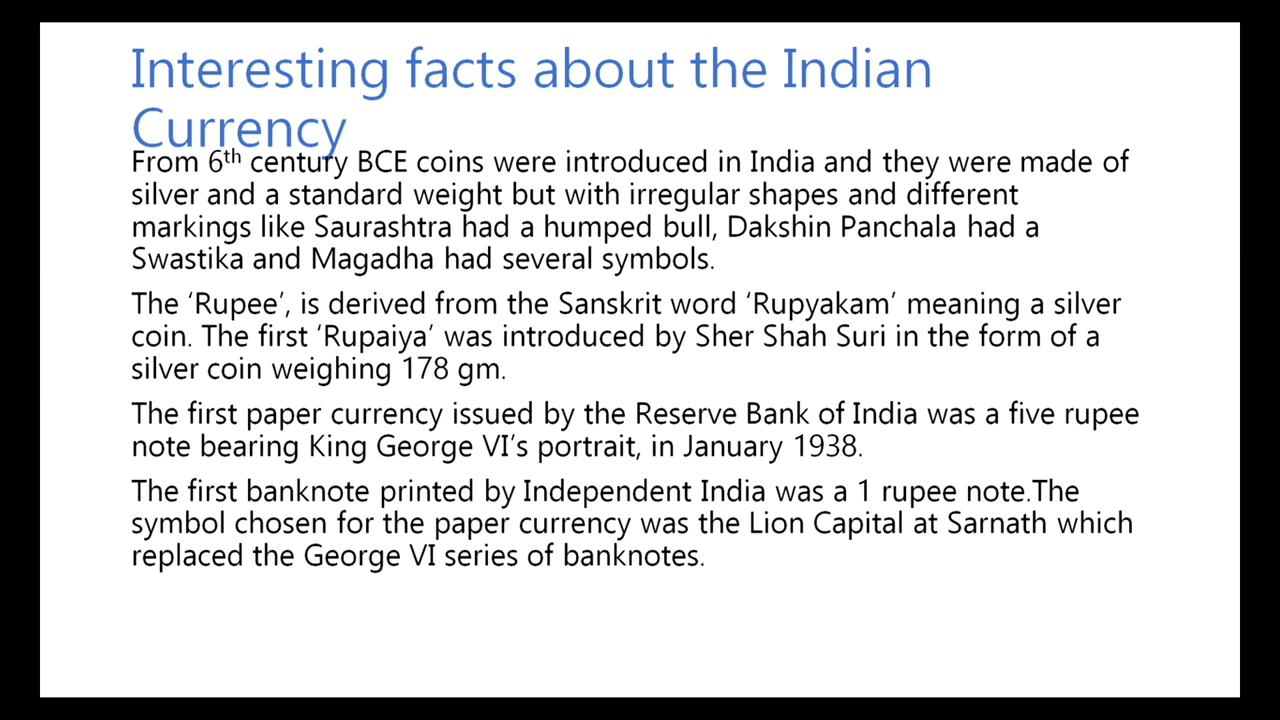 Interesting facts about the Indian
Currency
From 6th century BCE coins were introduced in India and they were made of
silver and a standard weight but with irregular shapes and different
markings like Saurashtra had a humped bull, Dakshin Panchala had a
Swastika and Magadha had several symbols.
The ‘Rupee’, is derived from the Sanskrit word ‘Rupyakam’ meaning a silver
coin. The first ‘Rupaiya’ was introduced by Sher Shah Suri in the form of a
silver coin weighing 178 gm.
The first paper currency issued by the Reserve Bank of India was a five rupee
note bearing King George VI’s portrait, in January 1938.
The first banknote printed by Independent India was a 1 rupee note.The
symbol chosen for the paper currency was the Lion Capital at Sarnath which
replaced the George VI series of banknotes.